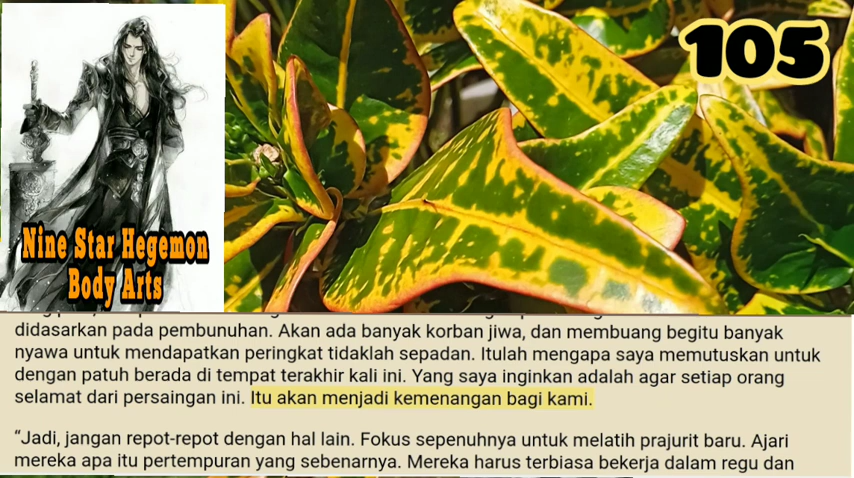 105
Nine Star Hegemon
Body Arts
didasarkan pada pembunuhan. Akan ada banyak korban jiwa, dan membuang begitu banyak
nyawa untuk mendapatkan peringkat tidaklah sepadan. Itulah mengapa saya memutuskan untuk
dengan patuh berada di tempat terakhir kali ini. Yang saya inginkan adalah agar setiap orang
selamat dari persaingan ini. Itu akan menjadi kemenangan bagi kami.
“Jadi, jangan repot-repot dengan hal lain. Fokus sepenuhnya untuk melatih prajurit baru. Ajari
mereka apa itu pertempuran yang sebenarnya. Mereka harus terbiasa bekerja dalam regu dan